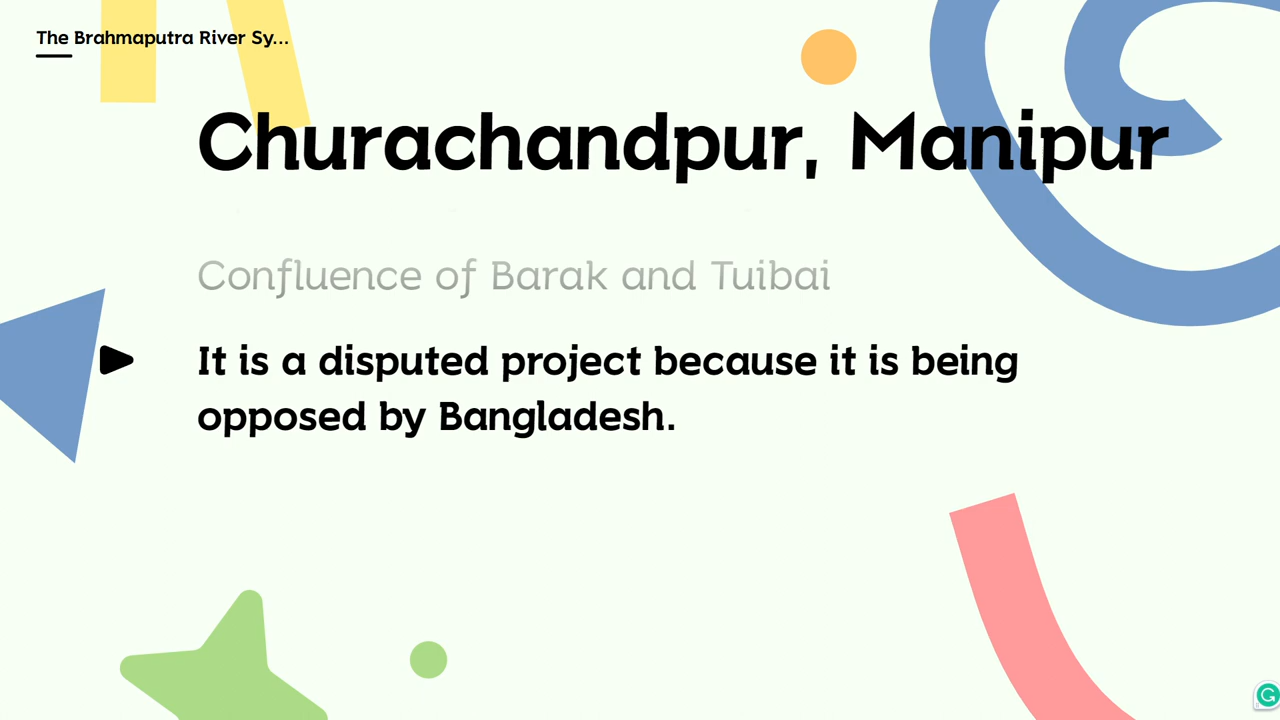 The Brahmaputra River Sy...
Churachandpur, Manipur
Confluence of Barak and Tuibai
It is a disputed project because it is being
opposed by Bangladesh.